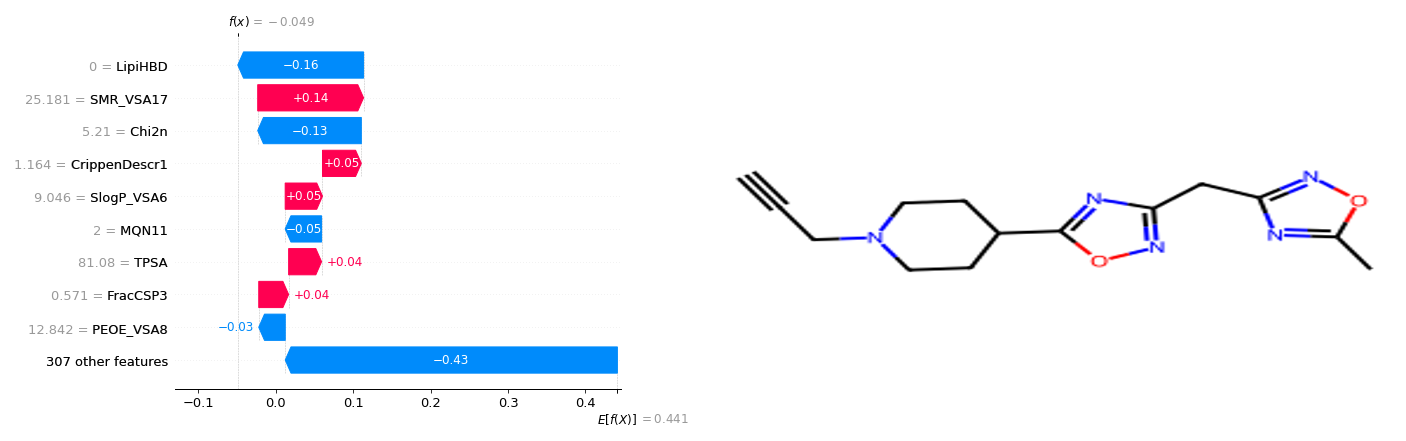 f(x) = −0.049
0 = LipiHBD
−0.16
25.181 = SMR_VSA17
+0.14
5.21 = Chi2n
−0.13
1.164 = CrippenDescr1
+0.05
9.046 = SlogP_VSA6
+0.05
2 = MQN11
−0.05
81.08 = TPSA
+0.04
0.571 = FracCSP3
+0.04
12.842 = PEOE_VSA8
−0.03
307 other features
−0.43
−0.1 0.0 0.1 0.2 0.3 0.4
E[f(X)] = 0.441
N
N
O
N
N
N
O